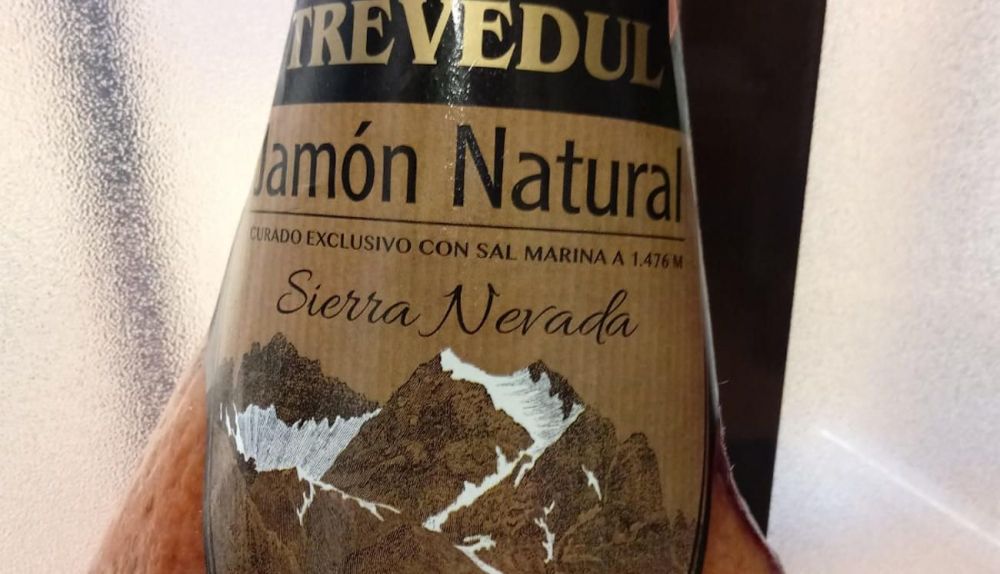 TREVEDUL
Jamón Natural
CURADO EXCLUSIVO CON SAL MARINA A 1.476 M
Sierra Nevada